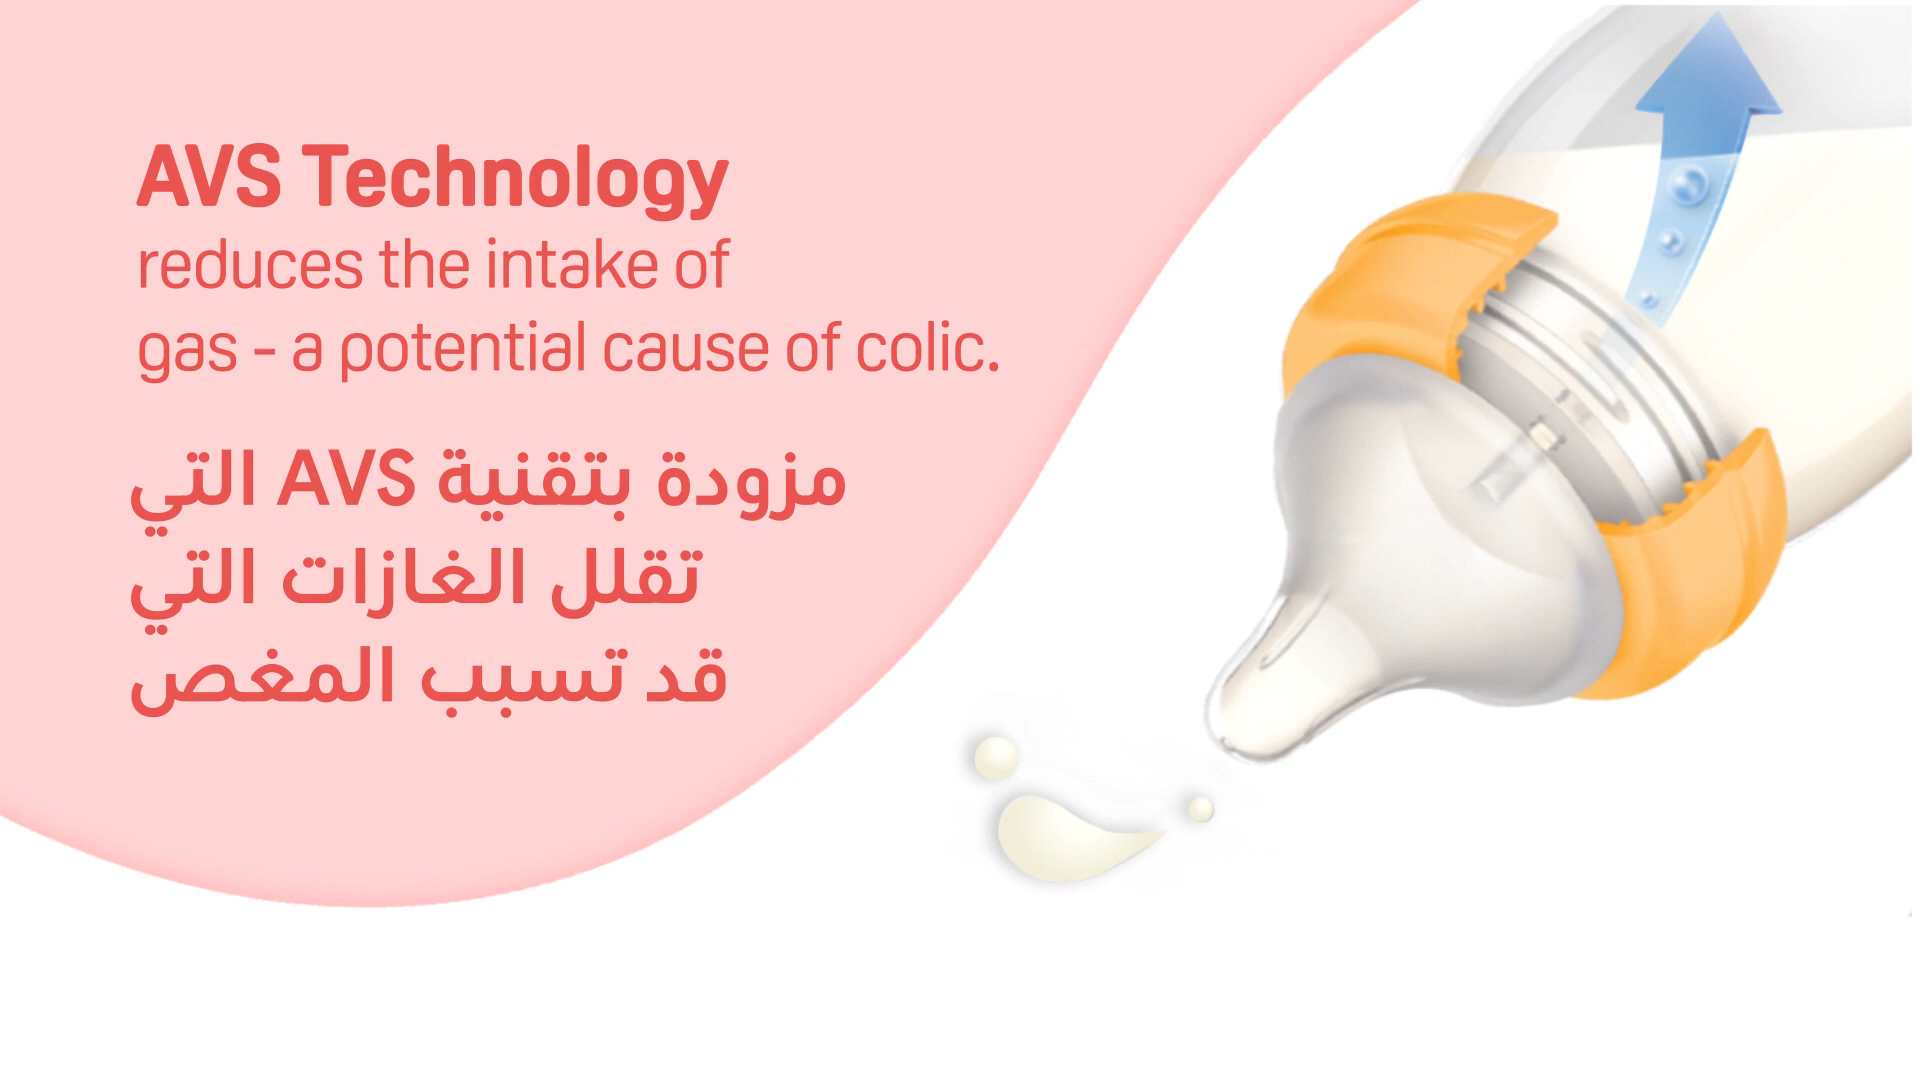 AVS Technology
reduces the intake of
gas - a potential cause of colic.
مزودة بتقنية AVS التي
تقلل الغازات التي
قد تسبب المغص